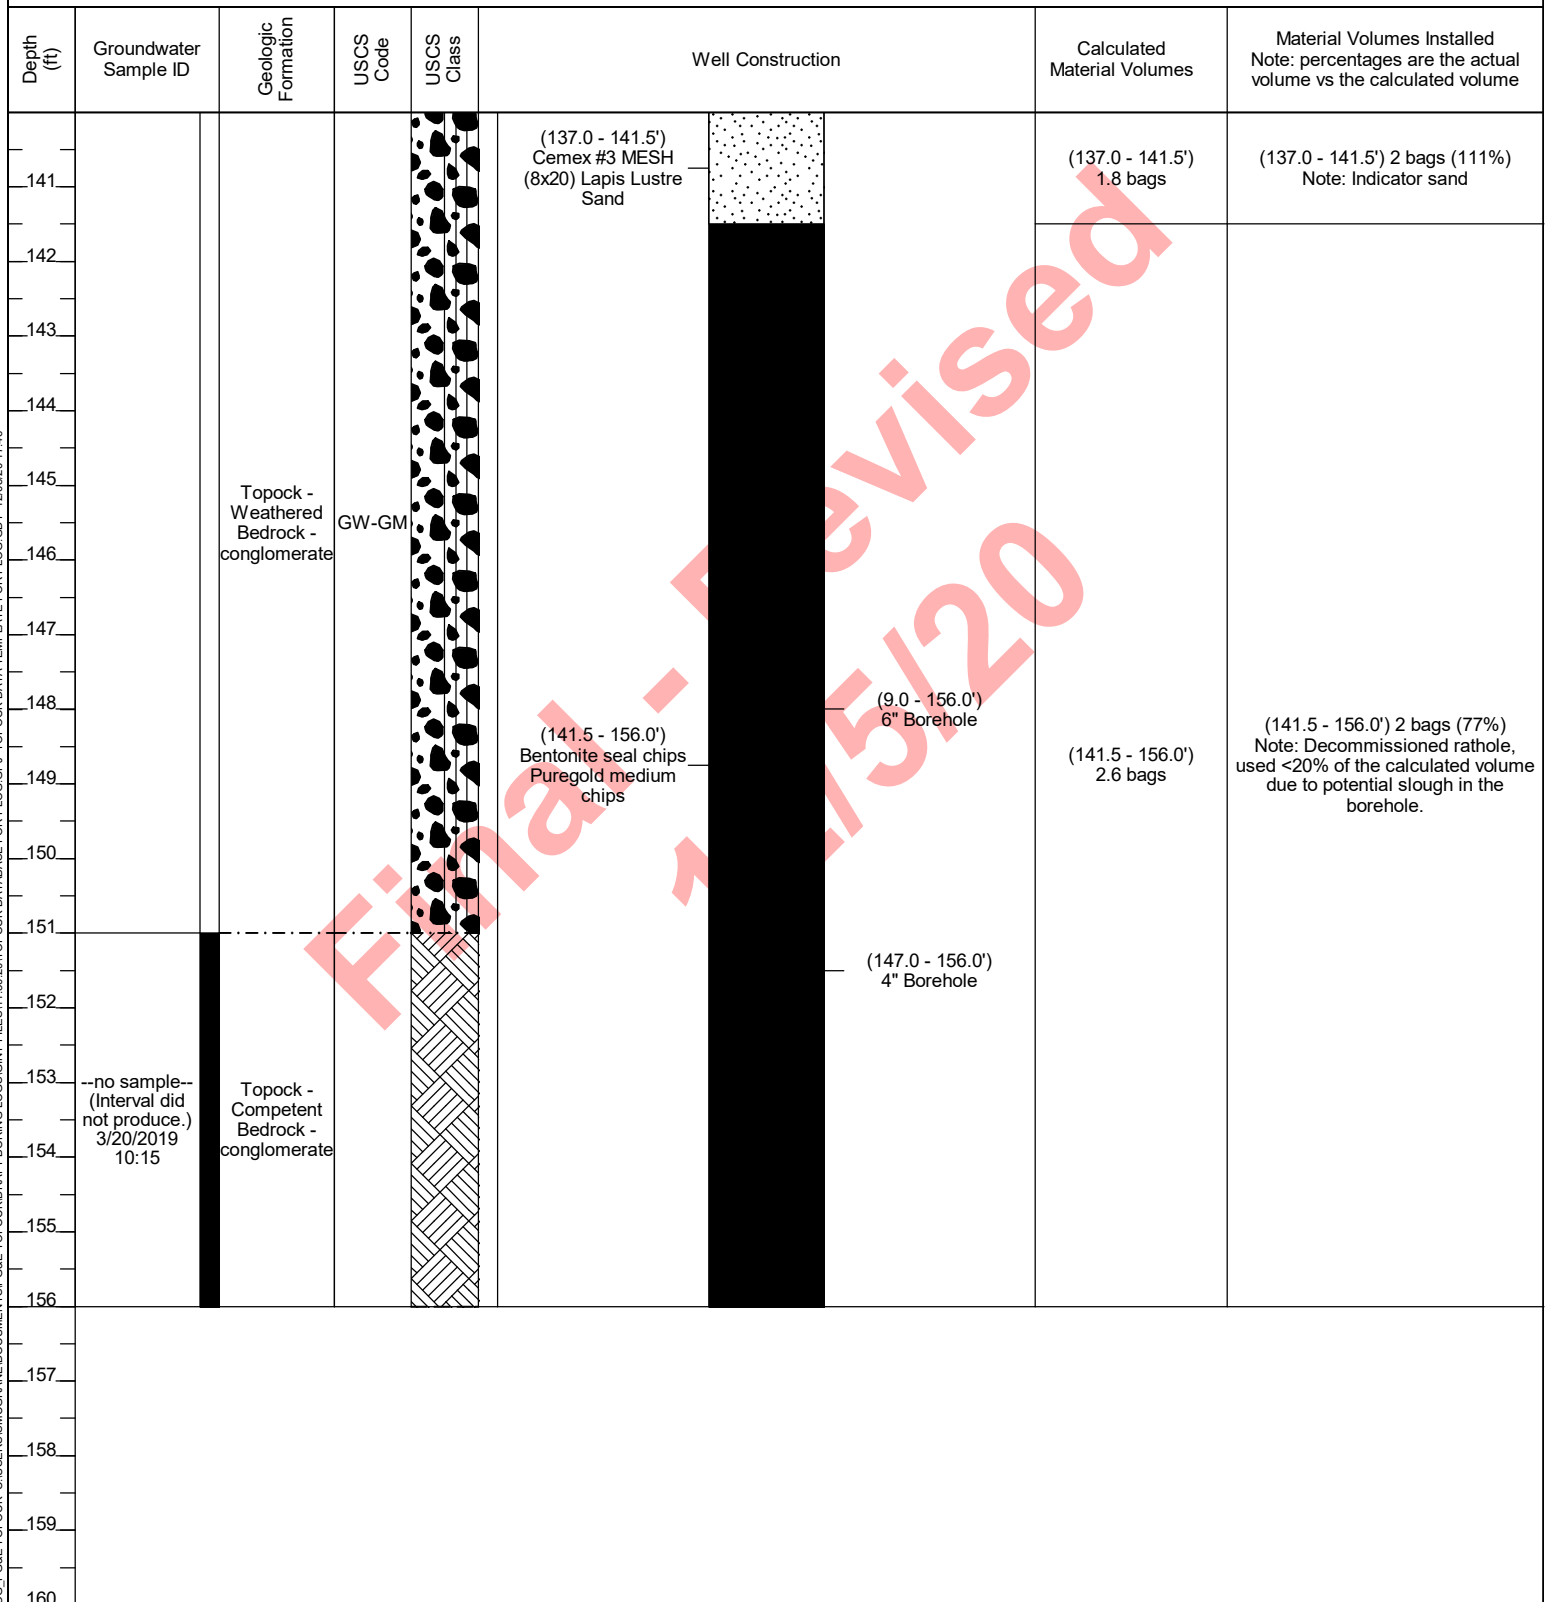 Depth
(ft)
Groundwater
Sample ID
Geologic
Formation
USCS
Code
USCS
Class
Well Construction
Calculated
Material Volumes
Material Volumes Installed
Note: percentages are the actual
volume vs the calculated volume
(137.0 - 141.5')
Cemex #3 MESH
(8x20) Lapis Lustre
Sand
(137.0 - 141.5')
1.8 bags
(137.0 - 141.5') 2 bags (111%)
Note: Indicator sand
141
142
143
144
145
146
147
148
149
150
151
152
153
154
155
156
157
158
159
160
Topock -
Weathered
Bedrock -
conglomerate
GW-GM
(9.0 - 156.0')
6" Borehole
(141.5 - 156.0')
Bentonite seal chips
Puregold medium
chips
(141.5 - 156.0')
2.6 bags
(141.5 - 156.0') 2 bags (77%)
Note: Decommissioned rathole,
used <20% of the calculated volume
due to potential slough in the
borehole.
(147.0 - 156.0')
4" Borehole
--no sample--
(Interval did
not produce.)
3/20/2019
10:15
Topock -
Competent
Bedrock -
conglomerate
Final - Revised